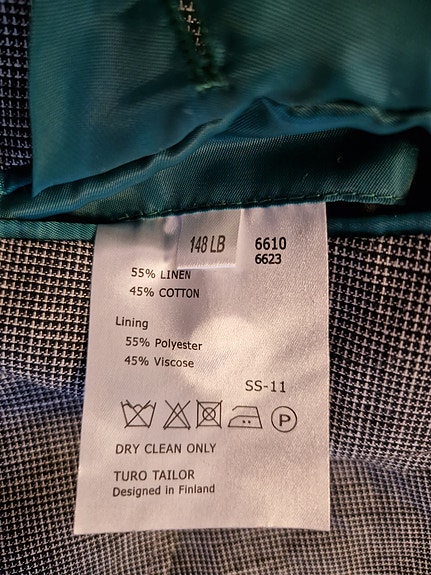 148 LB 6610
6623
55% LINEN
45% COTTON
Lining
55% Polyester
45% Viscose
SS-11
P
DRY CLEAN ONLY
TURO TAILOR
Designed in Finland